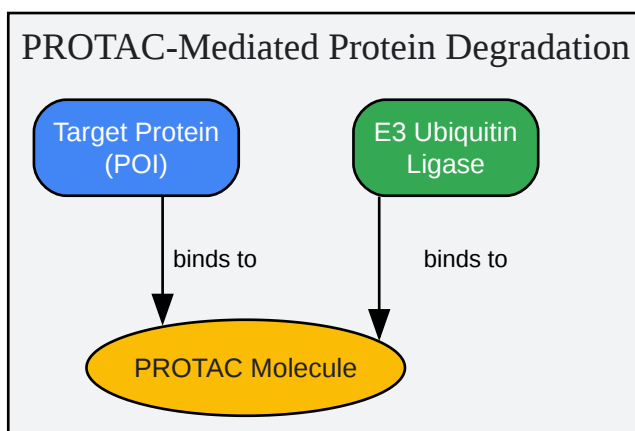 PROTAC-Mediated Protein Degradation
Target Protein
(POI)
E3 Ubiquitin
Ligase
binds to
binds to
PROTAC Molecule